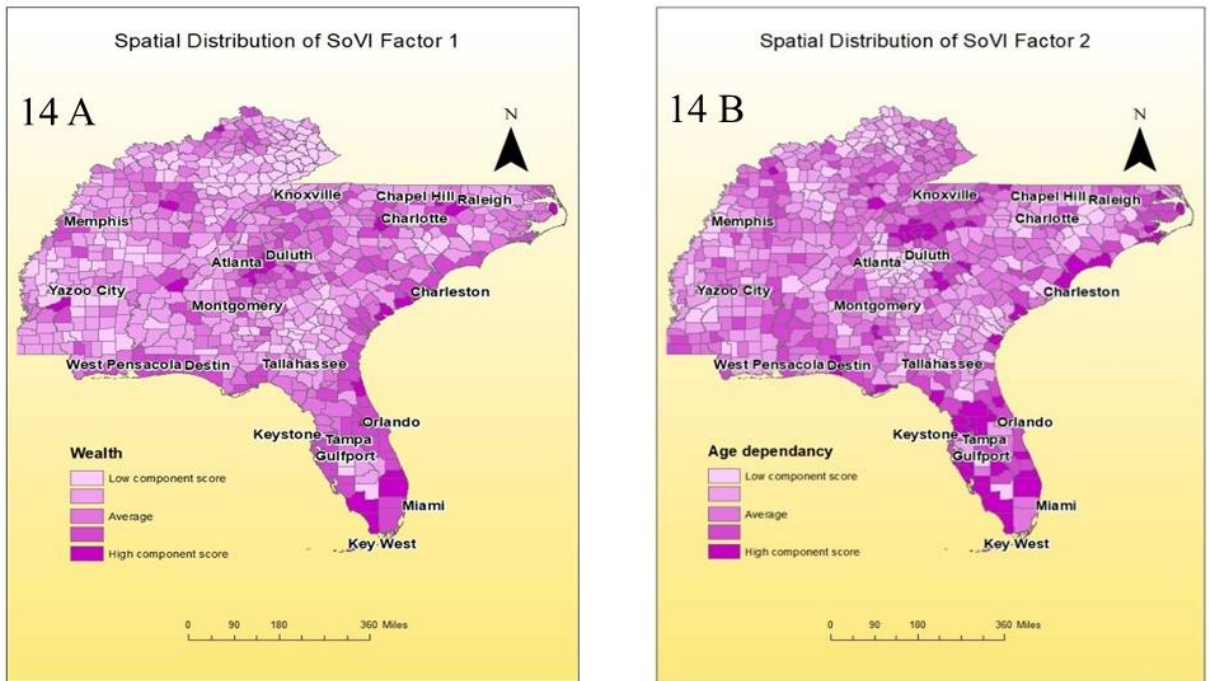 Spatial Distribution of SoVI Factor 1
14 A
N
Knoxville
Chapel Hill Raleigh
Memphis
Charlotte
Atlanta Duluth
Yazoo City
Charleston
Montgomery
West Pensacola Destin
Tallahassee
Orlando
Keystone Tampa
Gulfport
Wealth
Low component score
Average
Miami
High component score
Key West
0 90 180 360 Miles
Spatial Distribution of SoVI Factor 2
14 B
N
Knoxville
Chapel Hill Raleigh
Memphis
Charlotte
Atlanta Duluth
Yazoo City
Charleston
Montgomery
West Pensacola Destin
Tallahassee
Orlando
Keystone Tampa
Gulfport
Age dependancy
Low component score
Average
Miami
High component score
Key West
0 90 180 360 Miles